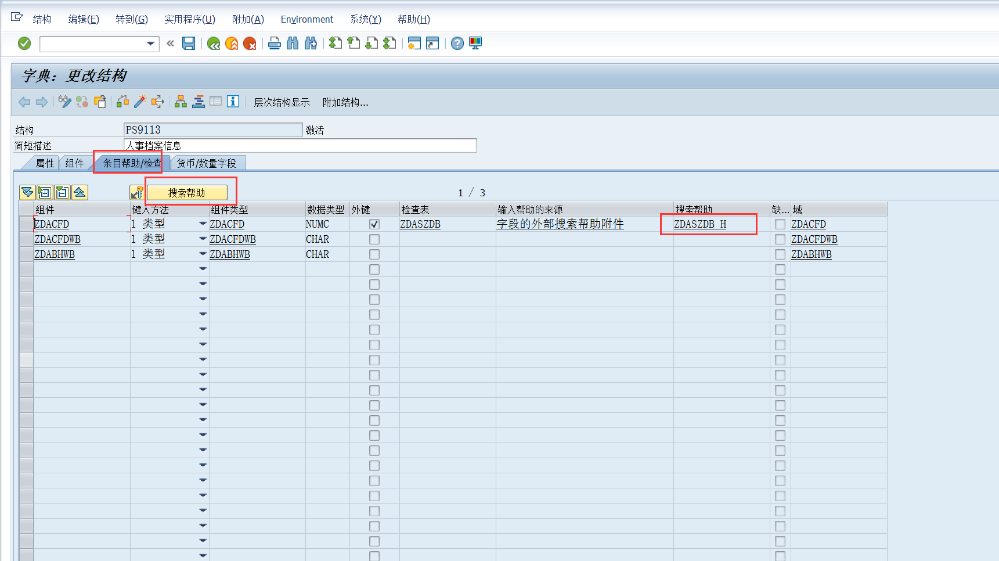 结构 编辑(E) 转到(G) 实用程序(U) 附加(A) Environment 系统(Y) 帮助(H)
字典：更改结构
层次结构显示 附加结构...
结构 PS9113 激活
简短描述 人事档案信息
属性 组件 条目帮助/检查 货币/数量字段
搜索帮助 1 / 3
组件 键入方法 组件类型 数据类型 外键 检查表 输入帮助的来源 搜索帮助 缺... 域
ZDACFD 1 类型 ZDACFD NUMC ZDASZDB 字段的外部搜索帮助附件 ZDASZDB_H ZDACFD
ZDACFDWB 1 类型 ZDACFDWB CHAR ZDACFDWB
ZDABHWB 1 类型 ZDABHWB CHAR ZDABHWB